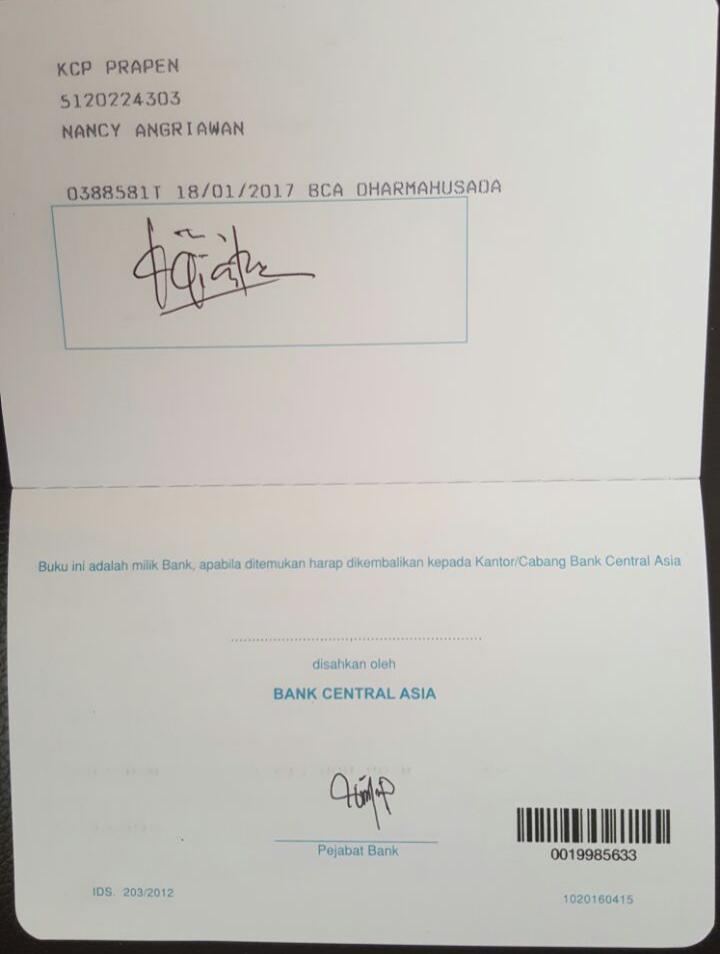 KCP PRAPEN
5120224303
NANCY ANGRIAWAN
0388581T 18/01/2017 BCA DHARMAHUSADA
Buku ini adalah milik Bank, apabila ditemukan harap dikembalikan kepada Kantor/Cabang Bank Central Asia
disahkan oleh
BANK CENTRAL ASIA
Pejabat Bank
0019985633
IDS. 203/2012
1020160415